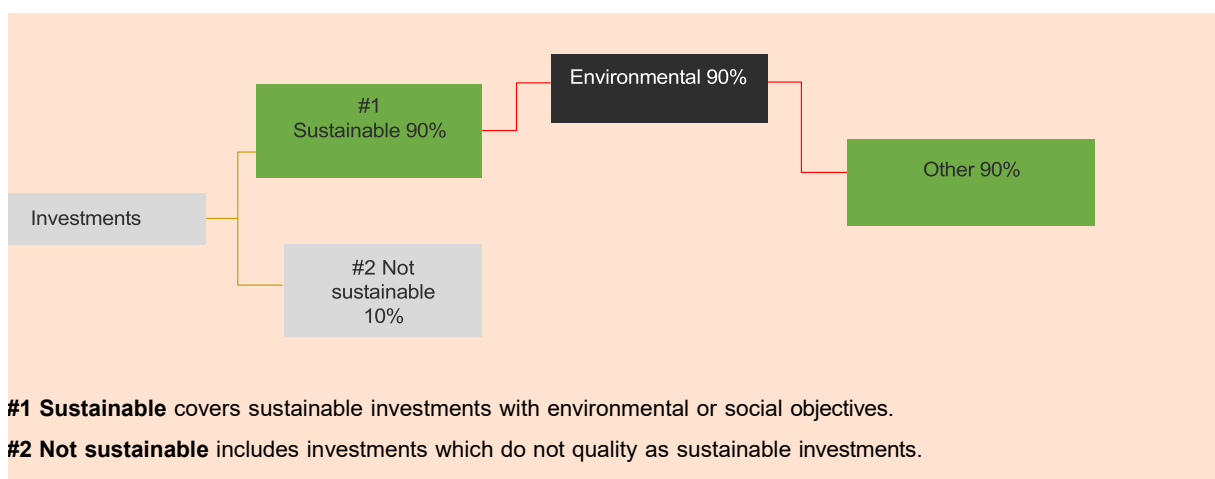 Environmental 90%
#1
Sustainable 90%
Other 90%
Investments
#2 Not
sustainable
10%
#1 Sustainable covers sustainable investments with environmental or social objectives.
#2 Not sustainable includes investments which do not quality as sustainable investments.